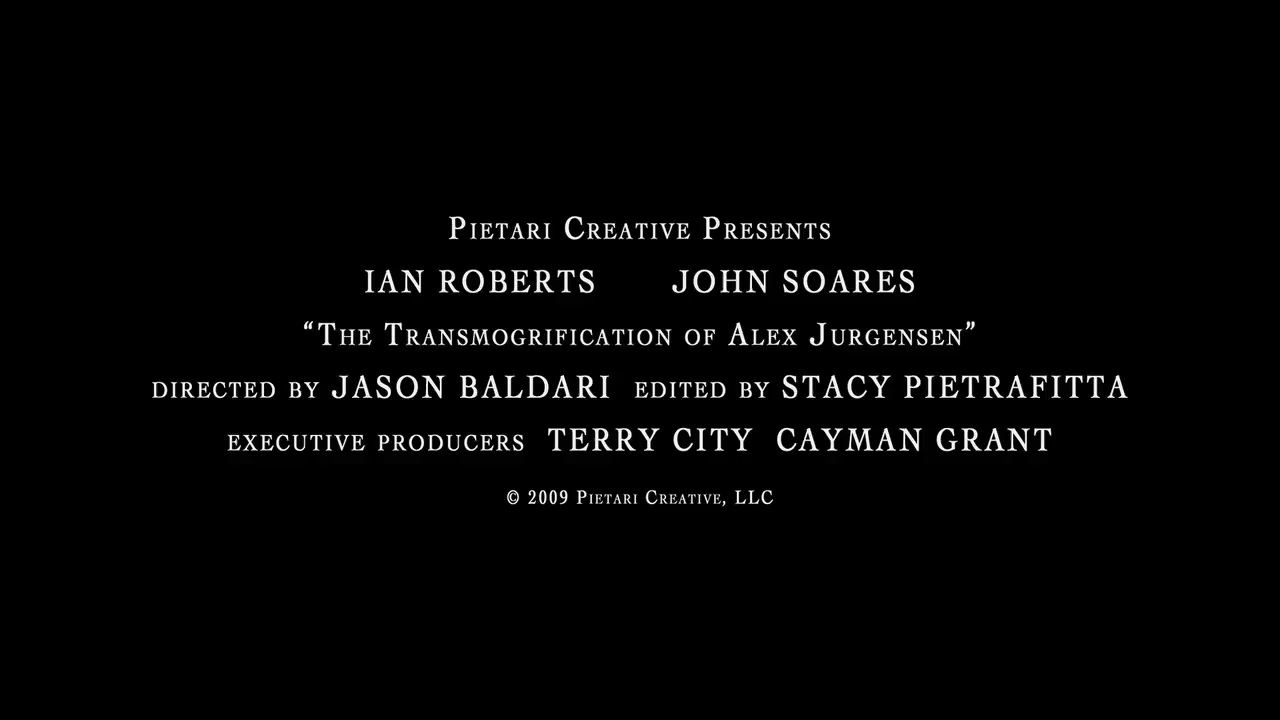 Pietari Creative Presents
IAN ROBERTS JOHN SOARES
“The Transmogrification of Alex Jurgensen”
DIRECTED BY JASON BALDARI EDITED BY STACY PIETRAFITTA
EXECUTIVE PRODUCERS TERRY CITY CAYMAN GRANT
© 2009 Pietari Creative, LLC